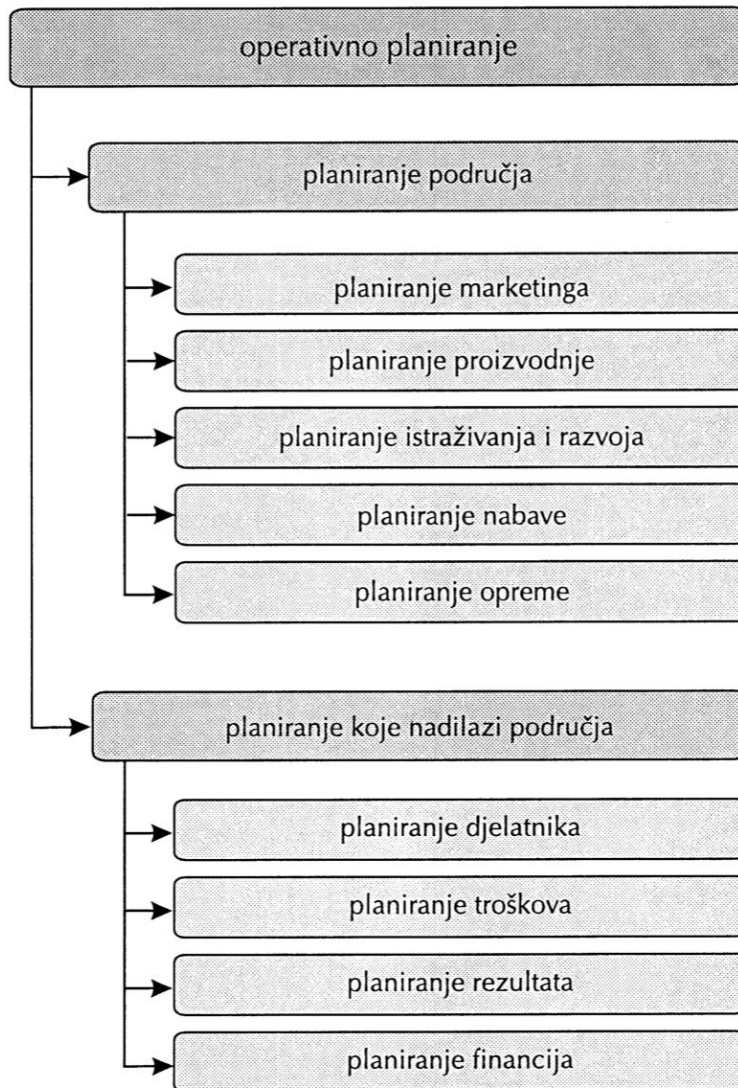 operativno planiranje
planiranje područja
planiranje marketinga
planiranje proizvodnje
planiranje istraživanja i razvoja
planiranje nabave
planiranje opreme
planiranje koje nadilazi područja
planiranje djelatnika
planiranje troškova
planiranje rezultata
planiranje financija